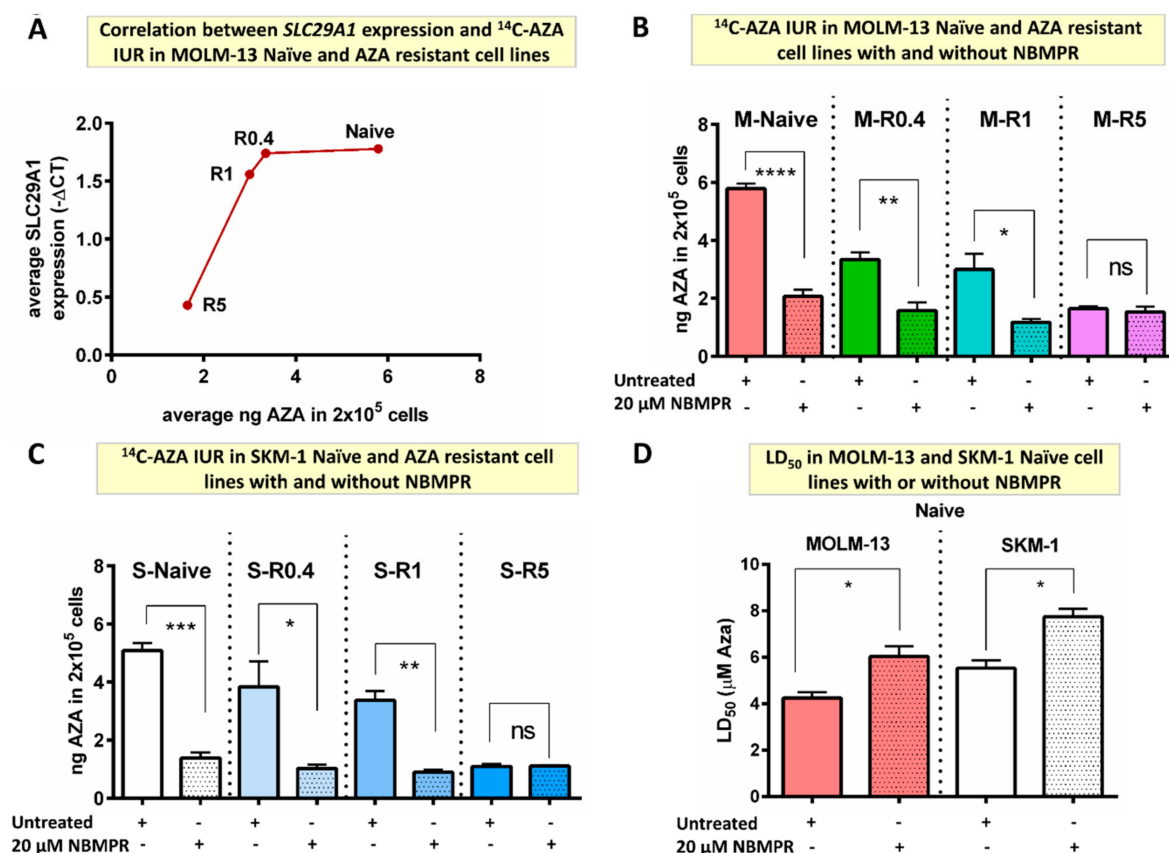 A
Correlation between SLC29A1 expression and ¹⁴C-AZA
IUR in MOLM-13 Naïve and AZA resistant cell lines
average SLC29A1
expression (-ΔCT)
2.0
1.5
1.0
0.5
0.0
R5
R1
R0.4
Naive
0
2
4
6
8
average ng AZA in 2x10⁵ cells
B
¹⁴C-AZA IUR in MOLM-13 Naïve and AZA resistant
cell lines with and without NBMPR
M-Naive M-R0.4 M-R1 M-R5
ng AZA in 2x10⁵ cells
8
6
4
2
0
**** ** * ns
Untreated + - + - + - + -
20 µM NBMPR - + - + - + - +
C
¹⁴C-AZA IUR in SKM-1 Naïve and AZA resistant cell
lines with and without NBMPR
S-Naive S-R0.4 S-R1 S-R5
ng AZA in 2x10⁵ cells
8
6
4
2
0
*** * ** ns
Untreated + - + - + - + -
20 µM NBMPR - + - + - + - +
D
LD₅₀ in MOLM-13 and SKM-1 Naïve cell
lines with or without NBMPR
Naive
MOLM-13 SKM-1
LD₅₀ (µM Aza)
10
8
6
4
2
0
* *
Untreated + - + -
20 µM NBMPR - + - +